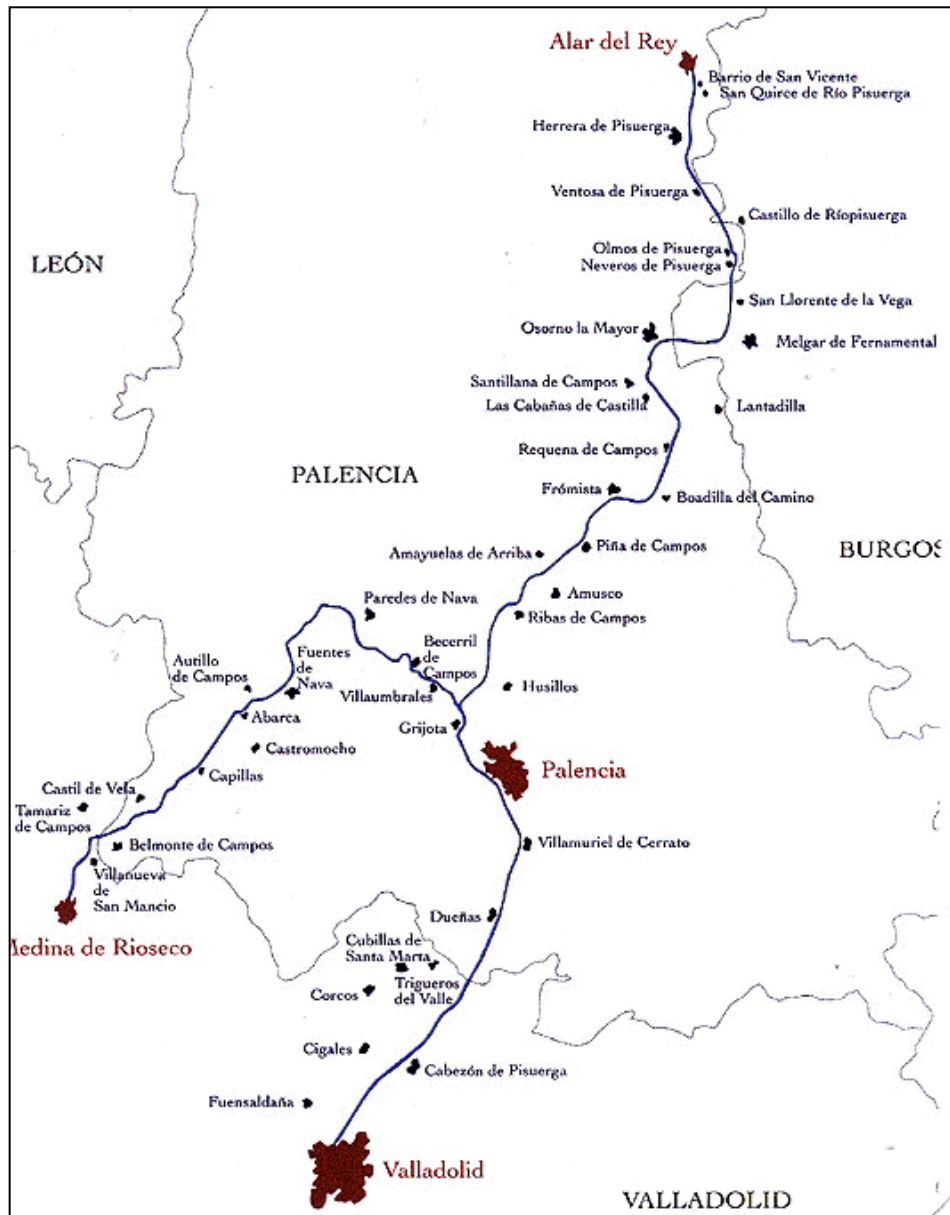 Alar del Rey
Barrio de San Vicente
San Quirce de Río Pisuerga
Herrera de Pisuerga
Ventosa de Pisuerga
Castillo de Ríopisuerga
Olmos de Pisuerga
Neveros de Pisuerga
LEÓN
San Llorente de la Vega
Osorno la Mayor
Melgar de Fernamental
Santillana de Campos
Las Cabañas de Castilla
Lantadilla
Requena de Campos
PALENCIA
Frómista
Boadilla del Camino
Amayuelas de Arriba
Piña de Campos
BURGOS
Paredes de Nava
Amusco
Ribas de Campos
Autillo
de Campos
Fuentes
de
Nava
Becerril
de
Campos
Villaumbrales
Husillos
Abarca
Grijota
Castromocho
Capillas
Palencia
Castil de Vela
Tamariz
de Campos
Belmonte de Campos
Villamuriel de Cerrato
Villanueva
de
San Mancio
Medina de Rioseco
Dueñas
Cubillas de
Santa Marta
Trigueros
del Valle
Corcos
Cigales
Cabezón de Pisuerga
Fuensaldaña
Valladolid
VALLADOLID